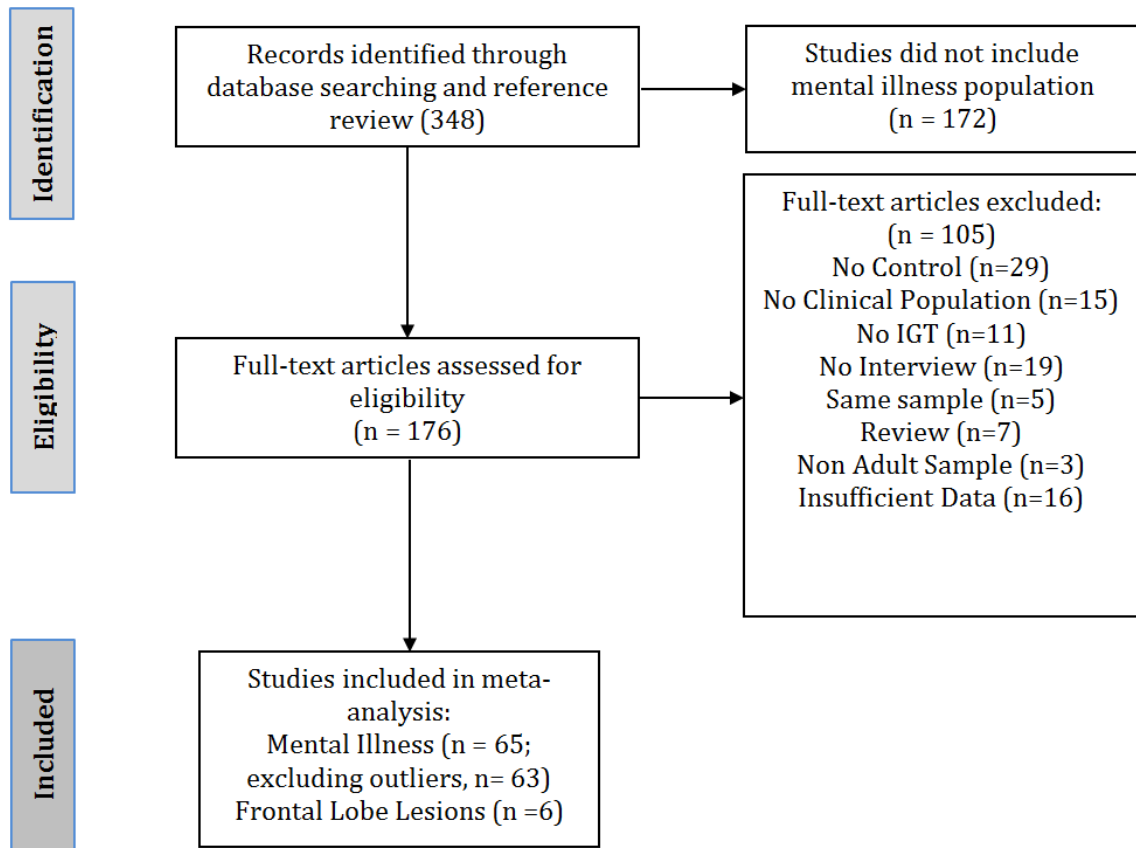 Identification
Records identified through
database searching and reference
review (348)
Studies did not include
mental illness population
(n = 172)
Eligibility
Full-text articles assessed for
eligibility
(n = 176)
Full-text articles excluded:
(n = 105)
No Control (n=29)
No Clinical Population (n=15)
No IGT (n=11)
No Interview (n=19)
Same sample (n=5)
Review (n=7)
Non Adult Sample (n=3)
Insufficient Data (n=16)
Included
Studies included in meta-
analysis:
Mental Illness (n = 65;
excluding outliers, n= 63)
Frontal Lobe Lesions (n =6)